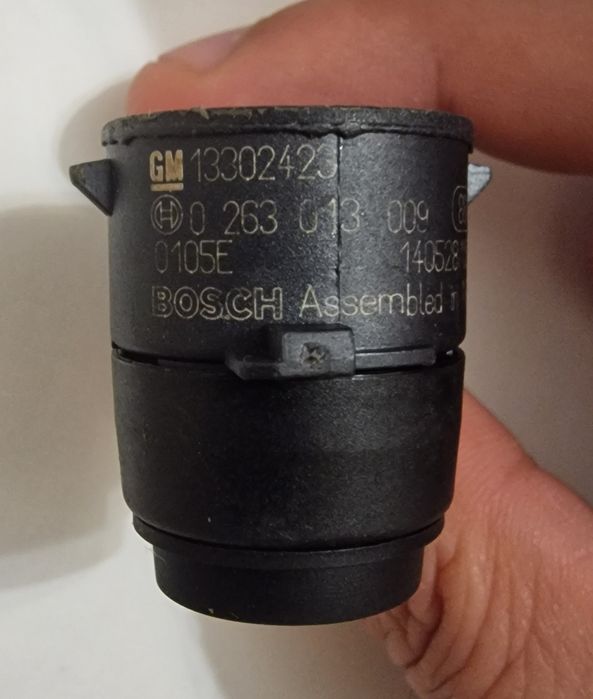 GM 13302423
0 263 013 009
0105E 140528
BOSCH Assembled in